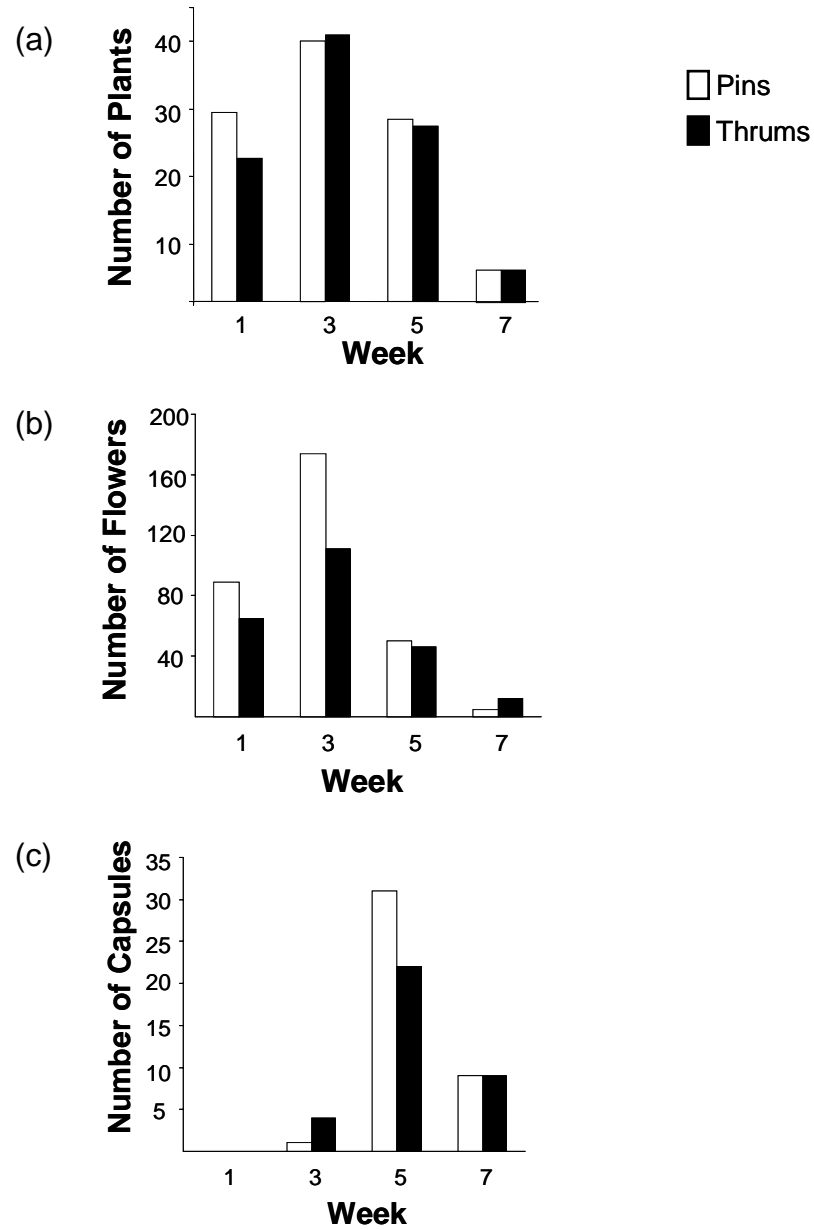 (a)
Number of Plants
40
30
20
10
1 3 5 7
Week
Pins
Thrums
(b)
Number of Flowers
200
160
120
80
40
1 3 5 7
Week
(c)
Number of Capsules
35
30
25
20
15
10
5
1 3 5 7
Week